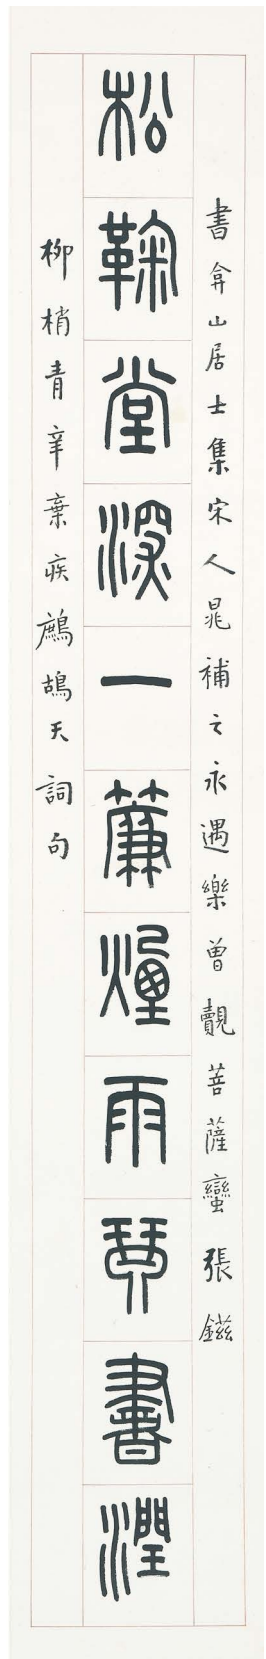 書弇山居士集宋人晁補之永遇樂曾覿菩薩蠻張鎡
松鞠堂深一簾煙雨琴書潤
柳梢青辛棄疾鷓鴣天詞句